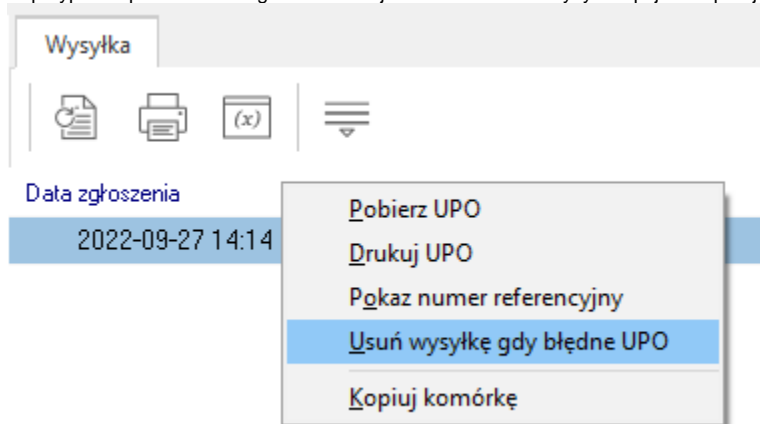 Wysyłka
(x)
Data zgłoszenia
2022-09-27 14:14
Pobierz UPO
Drukuj UPO
Pokaz numer referencyjny
Usuń wysyłkę gdy błędne UPO
Kopiuj komórkę